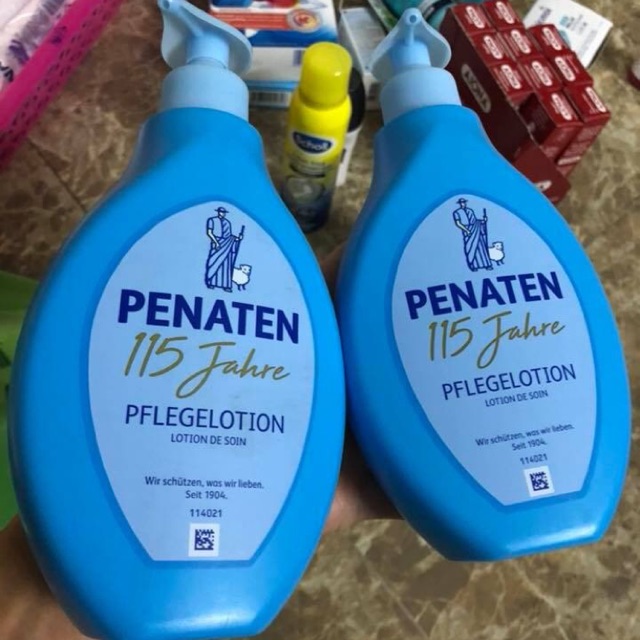 PENATEN
115 Jahre
PFLEGELOTION
LOTION DE SOIN
Wir schützen, was wir lieben.
Seit 1904.
114021
PENATEN
115 Jahre
PFLEGELOTION
LOTION DE SOIN
Wir schützen, was wir lieben.
Seit 1904.
114021
Scholl